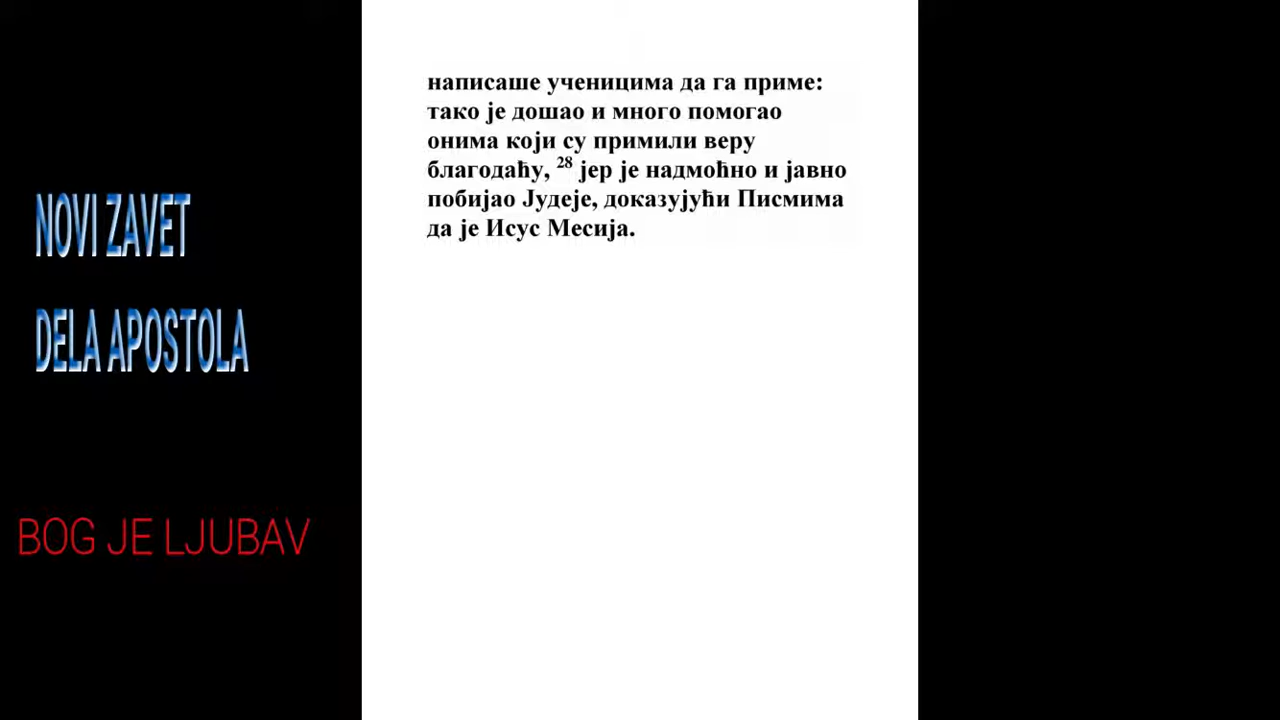 NOVI ZAVET
DELA APOSTOLA
BOG JE LJUBAV
написаше ученицима да га приме:
тако је дошао и много помогао
онима који су примили веру
благодаћу, 28 јер је надмоћно и јавно
побијао Јудеје, доказујући Писмима
да је Исус Месија.